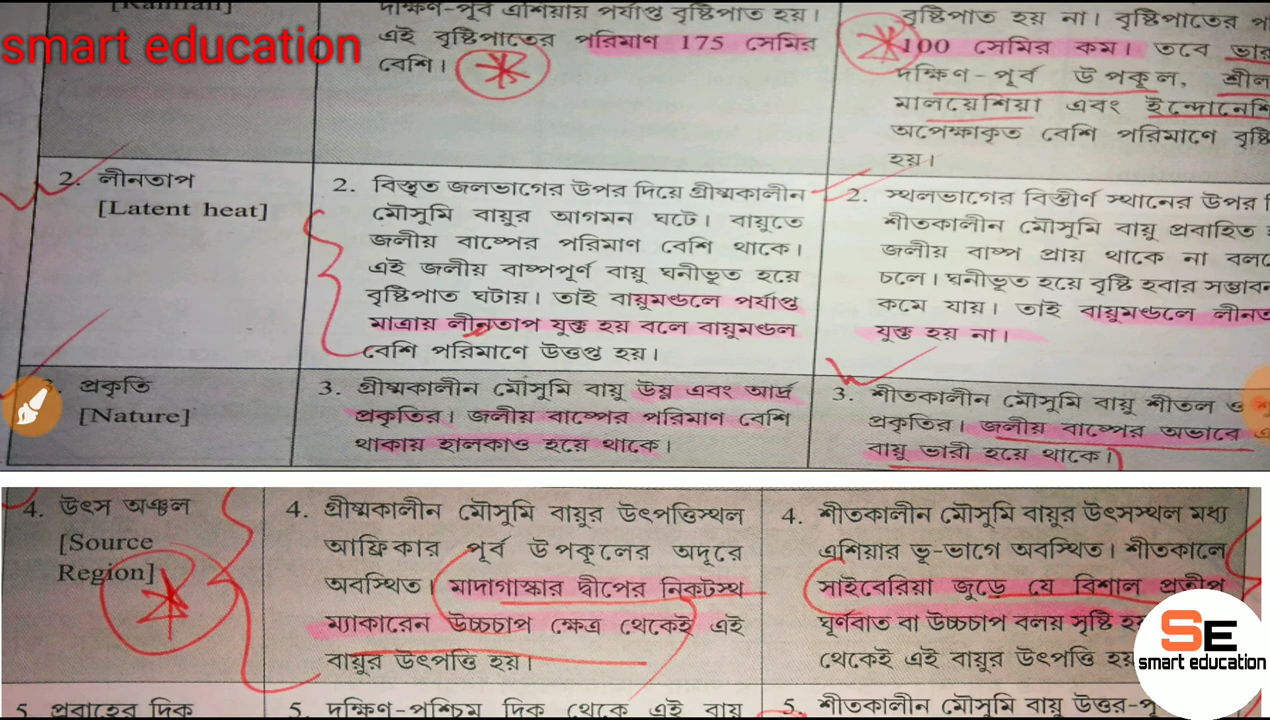 smart education
[Rainfall]
দক্ষিণ-পূর্ব এশিয়ায় পর্যাপ্ত বৃষ্টিপাত হয়।
এই বৃষ্টিপাতের পরিমাণ 175 সেমির
বেশি।
বৃষ্টিপাত হয় না। বৃষ্টিপাতের
100 সেমির কম। তবে
দক্ষিণ-পূর্ব উপকূল,
মালয়েশিয়া এবং
অপেক্ষাকৃত বেশি পরিমাণে
হয়।
2. লীনতাপ
[Latent heat]
2. বিস্তৃত জলভাগের উপর দিয়ে গ্রীষ্মকালীন
মৌসুমি বায়ুর আগমন ঘটে। বায়ুতে
জলীয় বাষ্পের পরিমাণ বেশি থাকে।
এই জলীয় বাষ্পপূর্ণ বায়ু ঘনীভূত হয়ে
বৃষ্টিপাত ঘটায়। তাই বায়ুমণ্ডলে পর্যাপ্ত
মাত্রায় লীনতাপ যুক্ত হয় বলে বায়ুমণ্ডল
বেশি পরিমাণে উত্তপ্ত হয়।
2. স্থলভাগের বিস্তীর্ণ স্থানের উপর
শীতকালীন মৌসুমি বায়ু প্রবাহিত
জলীয় বাষ্প প্রায় থাকে না
চলে। ঘনীভূত হয়ে বৃষ্টি হবার
কমে যায়। তাই বায়ুমণ্ডলে
যুক্ত হয় না।
প্রকৃতি
[Nature]
3. গ্রীষ্মকালীন মৌসুমি বায়ু উষ্ণ এবং আর্দ্র
প্রকৃতির। জলীয় বাষ্পের পরিমাণ বেশি
থাকায় হালকাও হয়ে থাকে।
3. শীতকালীন মৌসুমি বায়ু শীতল ও
প্রকৃতির। জলীয় বাষ্পের অভাবে
বায়ু ভারী হয়ে থাকে।
4. উৎস অঞ্চল
[Source
Region]
4. গ্রীষ্মকালীন মৌসুমি বায়ুর উৎপত্তিস্থল
আফ্রিকার পূর্ব উপকূলের অদূরে
অবস্থিত। মাদাগাস্কার দ্বীপের নিকটস্থ
ম্যাকারেন উচ্চচাপ ক্ষেত্র থেকেই এই
বায়ুর উৎপত্তি হয়।
4. শীতকালীন মৌসুমি বায়ুর উৎসস্থল মধ্য
এশিয়ার ভূ-ভাগে অবস্থিত। শীতকালে
সাইবেরিয়া জুড়ে যে বিশাল প্রতীপ
ঘূর্ণবাত বা উচ্চচাপ বলয় সৃষ্টি
থেকেই এই বায়ুর উৎপত্তি
SE
smart education
5 প্রবাহের দিক
5. দক্ষিণ-পশ্চিম দিক থেকে এই বায়ু
5. শীতকালীন মৌসুমি বায়ু